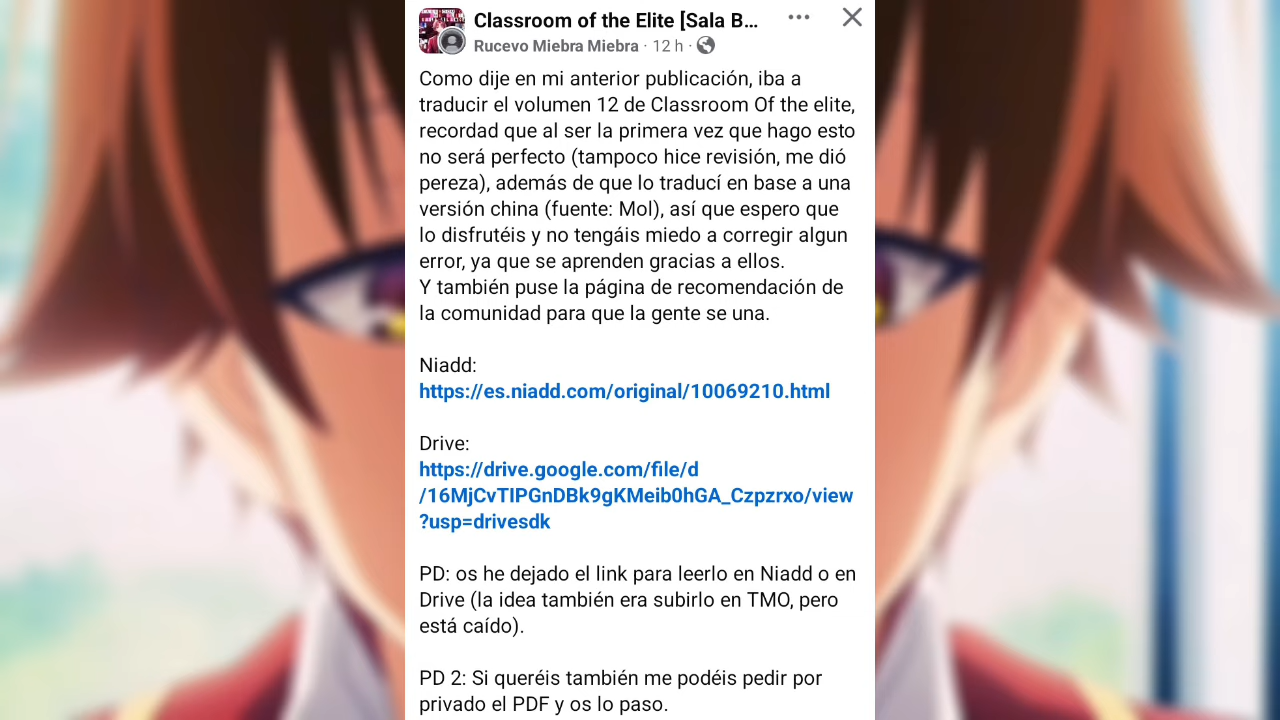 Classroom of the Elite [Sala B...
Rucevo Miebra Miebra · 12 h ·
Como dije en mi anterior publicación, iba a
traducir el volumen 12 de Classroom Of the elite,
recordad que al ser la primera vez que hago esto
no será perfecto (tampoco hice revisión, me dió
pereza), además de que lo traducí en base a una
versión china (fuente: Mol), así que espero que
lo disfrutéis y no tengáis miedo a corregir algun
error, ya que se aprenden gracias a ellos.
Y también puse la página de recomendación de
la comunidad para que la gente se una.
Niadd:
https://es.niadd.com/original/10069210.html
Drive:
https://drive.google.com/file/d
/16MjCvTIPGnDBk9gKMeib0hGA_Czpzrxo/view
?usp=drivesdk
PD: os he dejado el link para leerlo en Niadd o en
Drive (la idea también era subirlo en TMO, pero
está caído).
PD 2: Si queréis también me podéis pedir por
privado el PDF y os lo paso.